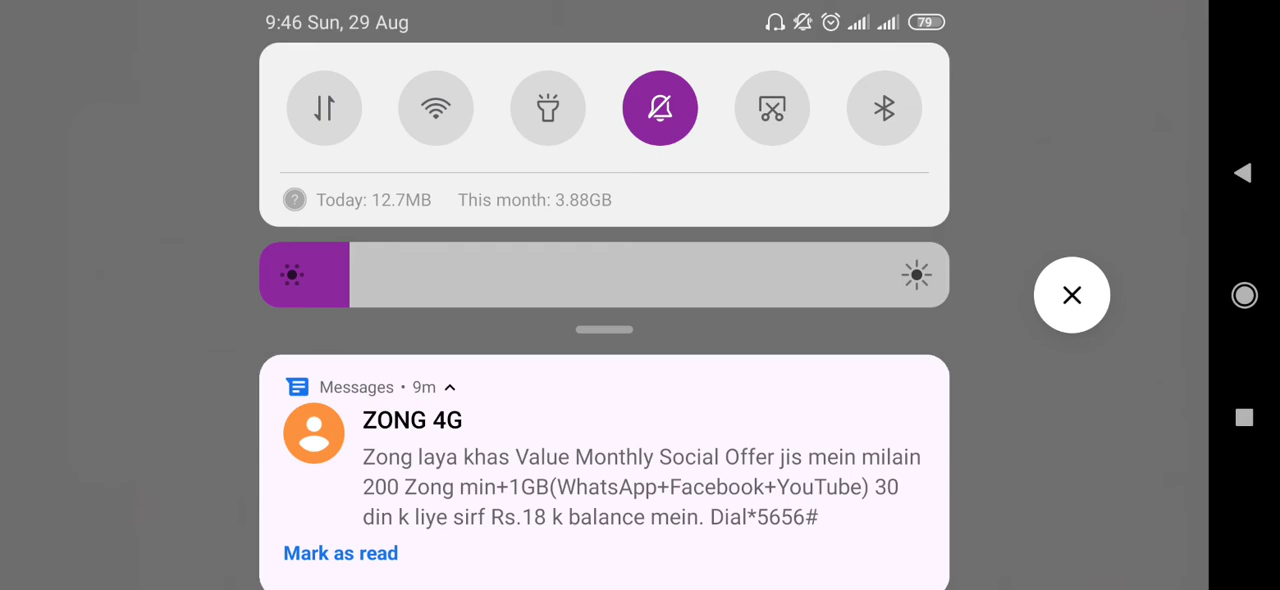 9:46 Sun, 29 Aug
79
Today: 12.7MB This month: 3.88GB
Messages • 9m
ZONG 4G
Zong laya khas Value Monthly Social Offer jis mein milain
200 Zong min+1GB(WhatsApp+Facebook+YouTube) 30
din k liye sirf Rs.18 k balance mein. Dial*5656#
Mark as read